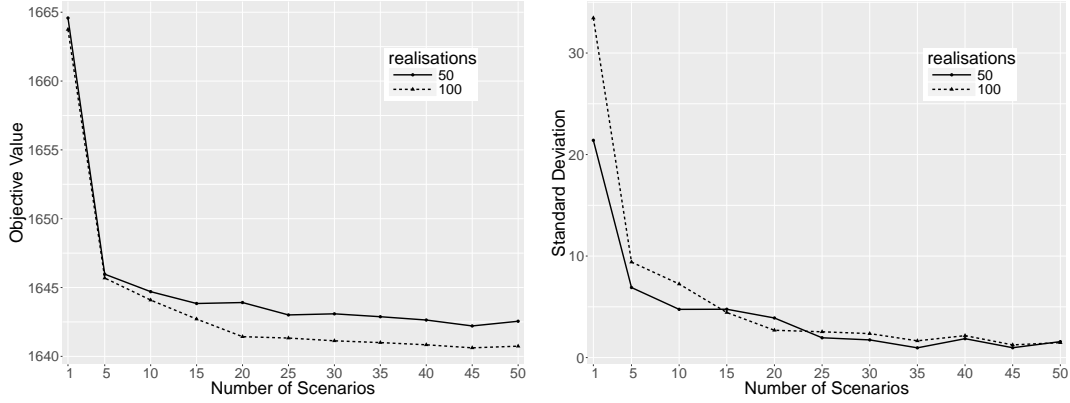 Objective Value
1665
1660
1655
1650
1645
1640
realisations
50
100
1 5 10 15 20 25 30 35 40 45 50
Number of Scenarios
Standard Deviation
30
20
10
0
realisations
50
100
1 5 10 15 20 25 30 35 40 45 50
Number of Scenarios